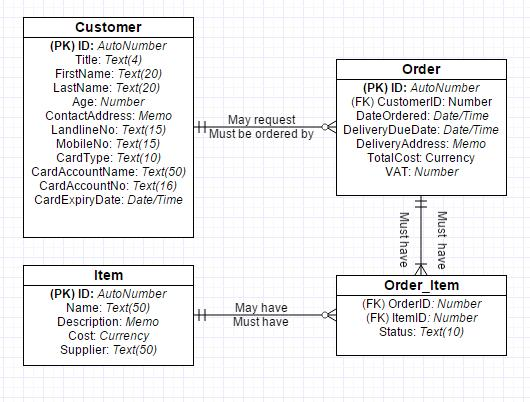 Customer
(PK) ID: AutoNumber
Title: Text(4)
FirstName: Text(20)
LastName: Text(20)
Age: Number
ContactAddress: Memo
LandlineNo: Text(15)
MobileNo: Text(15)
CardType: Text(10)
CardAccountName: Text(50)
CardAccountNo: Text(16)
CardExpiryDate: Date/Time
May request
Must be ordered by
Order
(PK) ID: AutoNumber
(FK) CustomerID: Number
DateOrdered: Date/Time
DeliveryDueDate: Date/Time
DeliveryAddress: Memo
TotalCost: Currency
VAT: Number
Must have
Must have
Item
(PK) ID: AutoNumber
Name: Text(50)
Description: Memo
Cost: Currency
Supplier: Text(50)
May have
Must have
Order_Item
(FK) OrderID: Number
(FK) ItemID: Number
Status: Text(10)